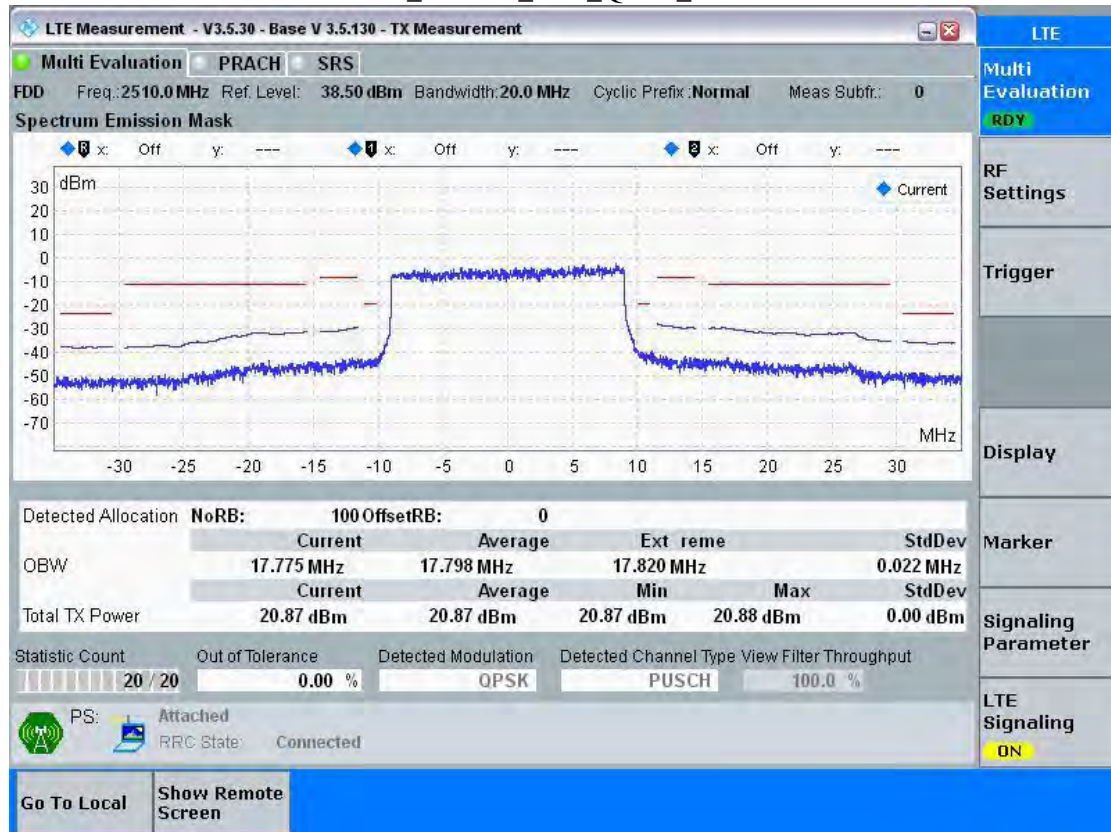 LTE Measurement - V3.5.30 - Base V 3.5.130 - TX Measurement
LTE
Multi Evaluation PRACH SRS
Multi
Evaluation
RDY
FDD Freq.:2510.0 MHz Ref. Level: 38.50 dBm Bandwidth:20.0 MHz Cyclic Prefix :Normal Meas Subfr.: 0
Spectrum Emission Mask
R x: Off y: --- 1 x: Off y: --- 2 x: Off y: ---
dBm
Current
30
20
10
0
-10
-20
-30
-40
-50
-60
-70
MHz
-30 -25 -20 -15 -10 -5 0 5 10 15 20 25 30
RF
Settings
Trigger
Display
Detected Allocation NoRB: 100 OffsetRB: 0
Current Average Ext reme StdDev
OBW 17.775 MHz 17.798 MHz 17.820 MHz 0.022 MHz
Current Average Min Max StdDev
Total TX Power 20.87 dBm 20.87 dBm 20.87 dBm 20.88 dBm 0.00 dBm
Marker
Signaling
Parameter
Statistic Count Out of Tolerance Detected Modulation Detected Channel Type View Filter Throughput
20 / 20 0.00 % QPSK PUSCH 100.0 %
LTE
Signaling
ON
PS: Attached
RRC State: Connected
Go To Local
Show Remote
Screen